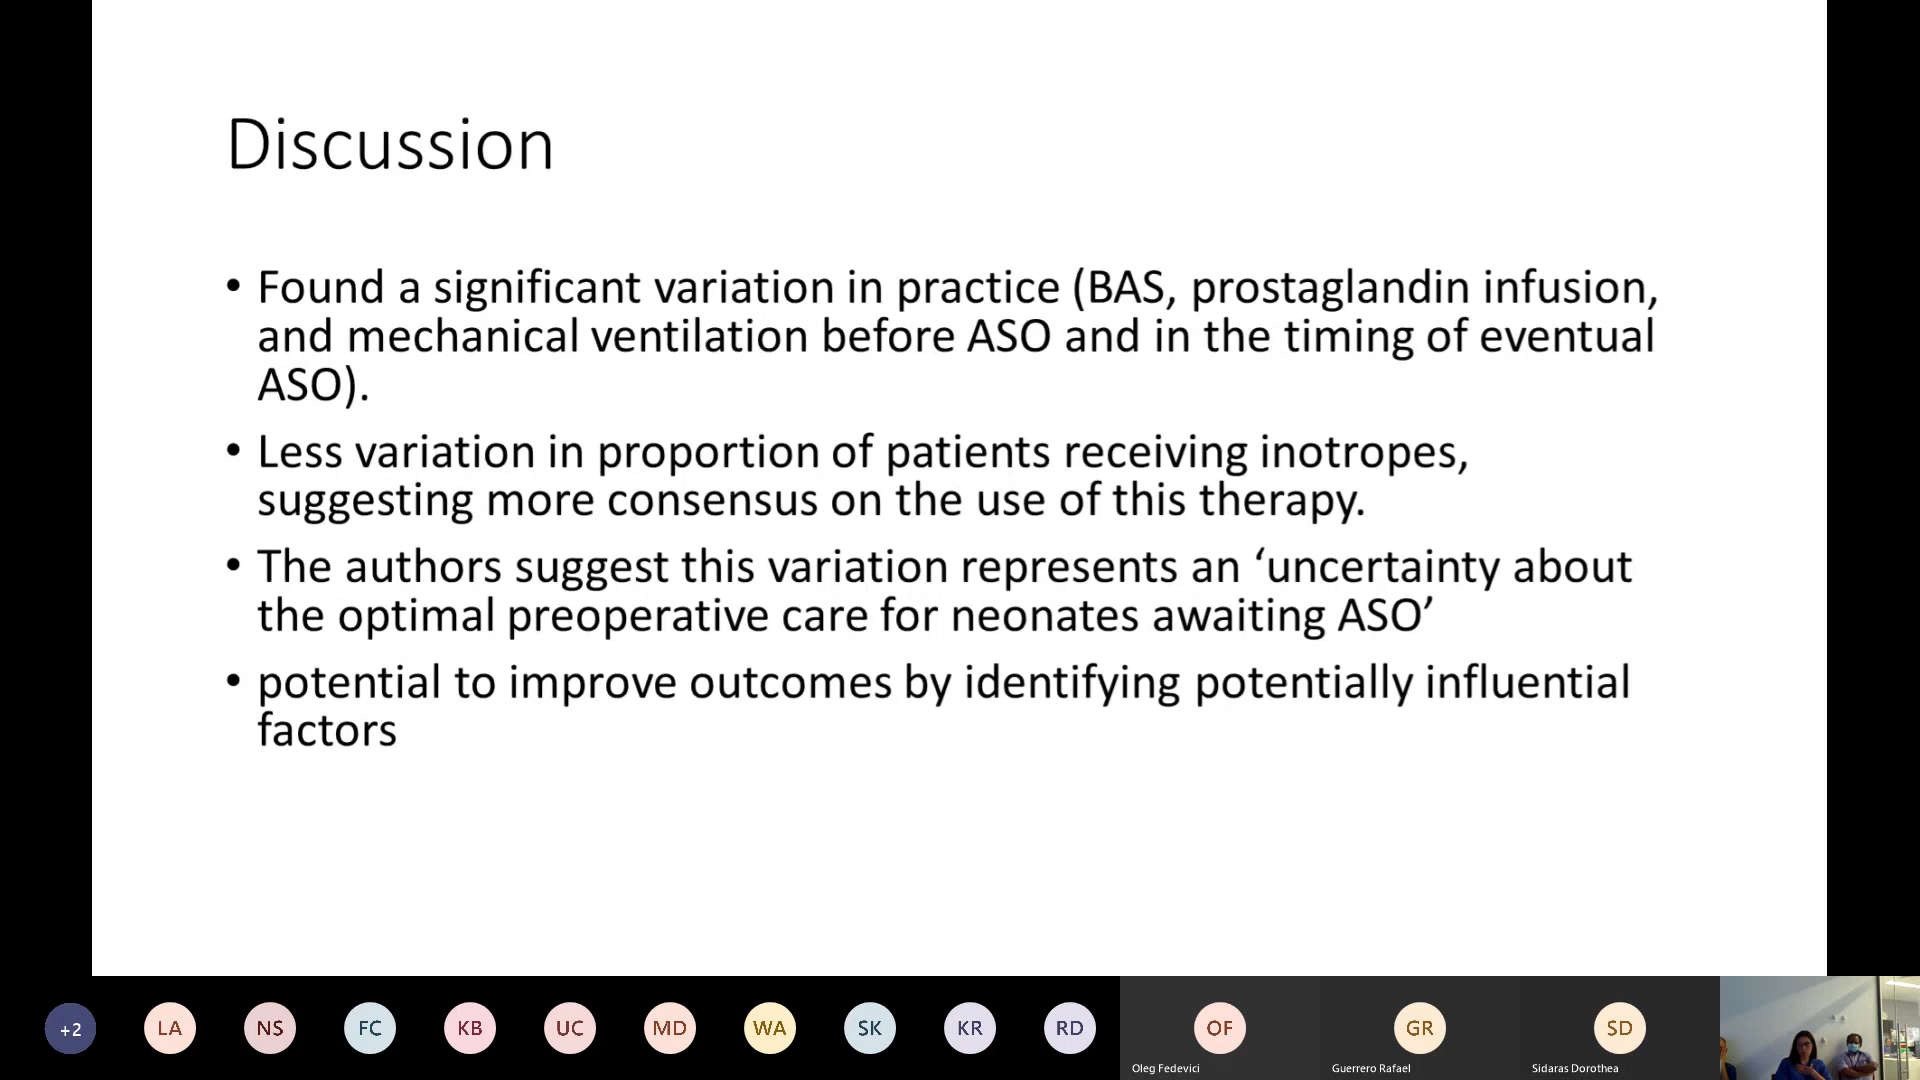 Discussion
• Found a significant variation in practice (BAS, prostaglandin infusion,
and mechanical ventilation before ASO and in the timing of eventual
ASO).
• Less variation in proportion of patients receiving inotropes,
suggesting more consensus on the use of this therapy.
• The authors suggest this variation represents an ‘uncertainty about
the optimal preoperative care for neonates awaiting ASO’
• potential to improve outcomes by identifying potentially influential
factors
+2 LA NS FC KB UC MD WA SK KR RD OF GR SD
Oleg Fedevici Guerrero Rafael Sidaras Dorothea